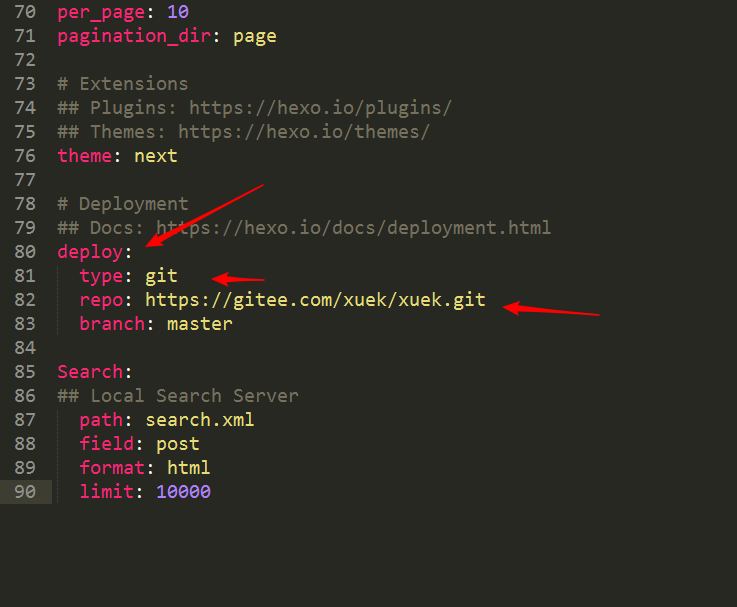 70 per_page: 10
71 pagination_dir: page
72
73 # Extensions
74 ## Plugins: https://hexo.io/plugins/
75 ## Themes: https://hexo.io/themes/
76 theme: next
77
78 # Deployment
79 ## Docs: https://hexo.io/docs/deployment.html
80 deploy:
81   type: git
82   repo: https://gitee.com/xuek/xuek.git
83   branch: master
84
85 Search:
86 ## Local Search Server
87   path: search.xml
88   field: post
89   format: html
90   limit: 10000